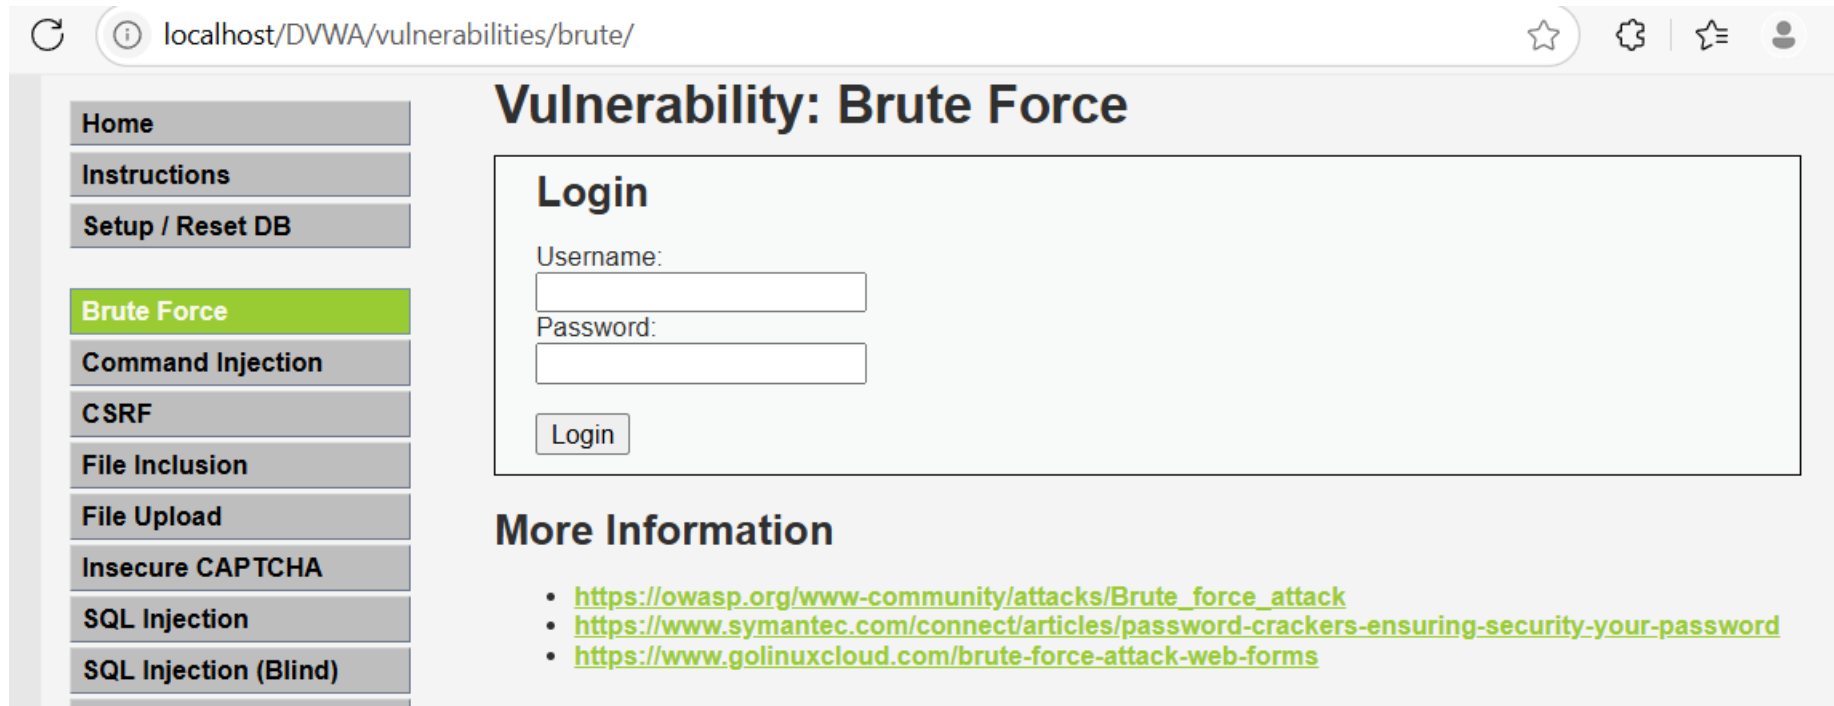 localhost/DVWA/vulnerabilities/brute/
Home
Instructions
Setup / Reset DB
Brute Force
Command Injection
CSRF
File Inclusion
File Upload
Insecure CAPTCHA
SQL Injection
SQL Injection (Blind)
Vulnerability: Brute Force
Login
Username:
Password:
Login
More Information
https://owasp.org/www-community/attacks/Brute_force_attack
https://www.symantec.com/connect/articles/password-crackers-ensuring-security-your-password
https://www.golinuxcloud.com/brute-force-attack-web-forms